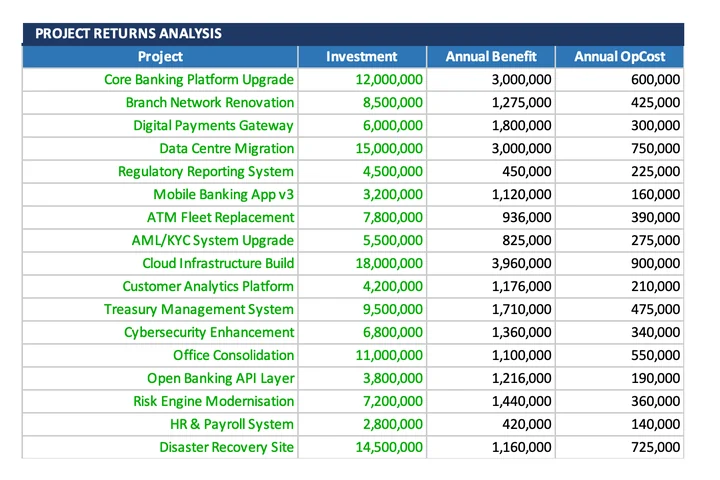 PROJECT RETURNS ANALYSIS
Project Investment Annual Benefit Annual OpCost
Core Banking Platform Upgrade 12,000,000 3,000,000 600,000
Branch Network Renovation 8,500,000 1,275,000 425,000
Digital Payments Gateway 6,000,000 1,800,000 300,000
Data Centre Migration 15,000,000 3,000,000 750,000
Regulatory Reporting System 4,500,000 450,000 225,000
Mobile Banking App v3 3,200,000 1,120,000 160,000
ATM Fleet Replacement 7,800,000 936,000 390,000
AML/KYC System Upgrade 5,500,000 825,000 275,000
Cloud Infrastructure Build 18,000,000 3,960,000 900,000
Customer Analytics Platform 4,200,000 1,176,000 210,000
Treasury Management System 9,500,000 1,710,000 475,000
Cybersecurity Enhancement 6,800,000 1,360,000 340,000
Office Consolidation 11,000,000 1,100,000 550,000
Open Banking API Layer 3,800,000 1,216,000 190,000
Risk Engine Modernisation 7,200,000 1,440,000 360,000
HR & Payroll System 2,800,000 420,000 140,000
Disaster Recovery Site 14,500,000 1,160,000 725,000